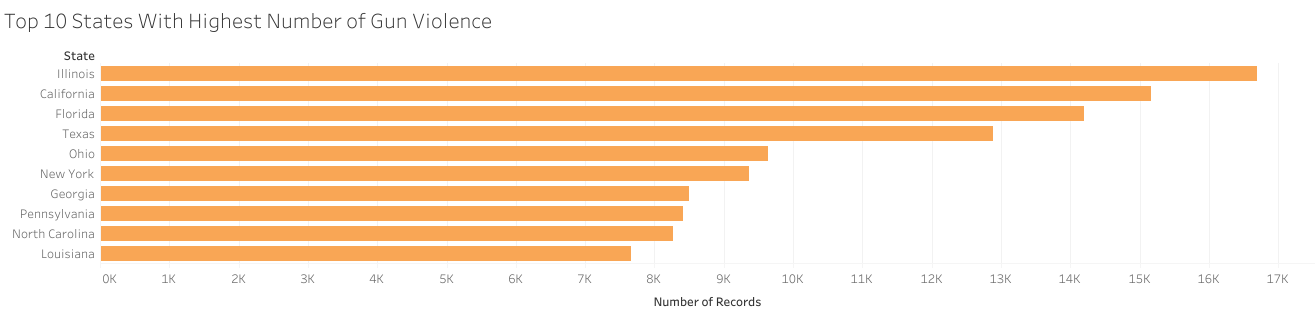 Top 10 States With Highest Number of Gun Violence
State
Illinois
California
Florida
Texas
Ohio
New York
Georgia
Pennsylvania
North Carolina
Louisiana
0K 1K 2K 3K 4K 5K 6K 7K 8K 9K 10K 11K 12K 13K 14K 15K 16K 17K
Number of Records